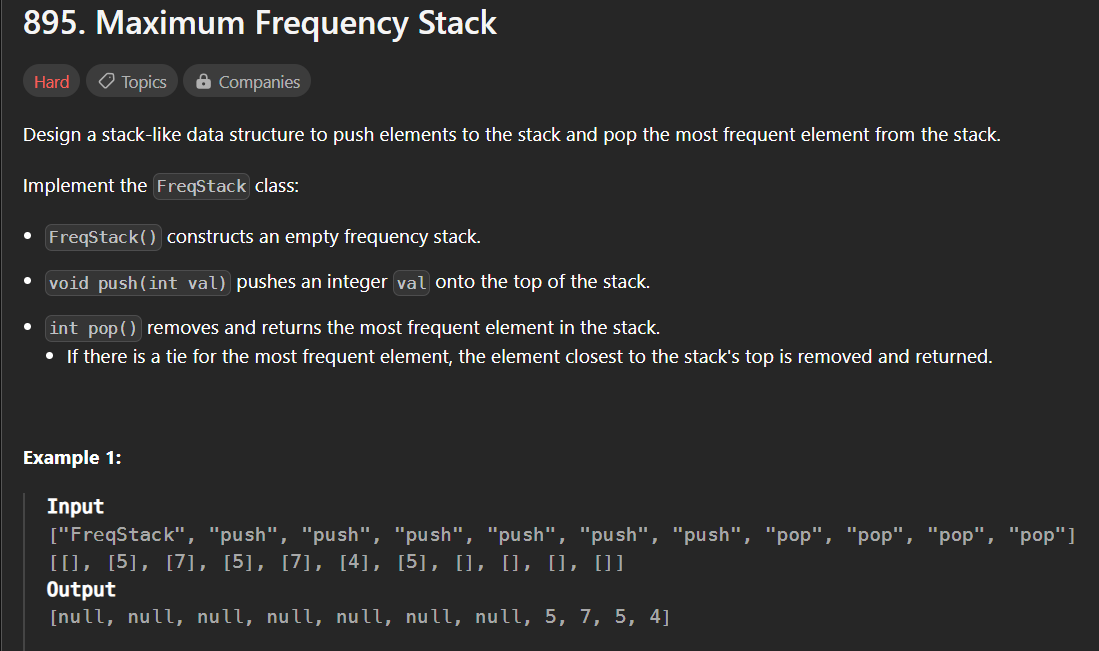 895. Maximum Frequency Stack
Hard Topics Companies
Design a stack-like data structure to push elements to the stack and pop the most frequent element from the stack.
Implement the FreqStack class:
• FreqStack() constructs an empty frequency stack.
• void push(int val) pushes an integer val onto the top of the stack.
• int pop() removes and returns the most frequent element in the stack.
• If there is a tie for the most frequent element, the element closest to the stack's top is removed and returned.
Example 1:
Input
["FreqStack", "push", "push", "push", "push", "push", "push", "pop", "pop", "pop", "pop"]
[[], [5], [7], [5], [7], [4], [5], [], [], [], []]
Output
[null, null, null, null, null, null, null, 5, 7, 5, 4]